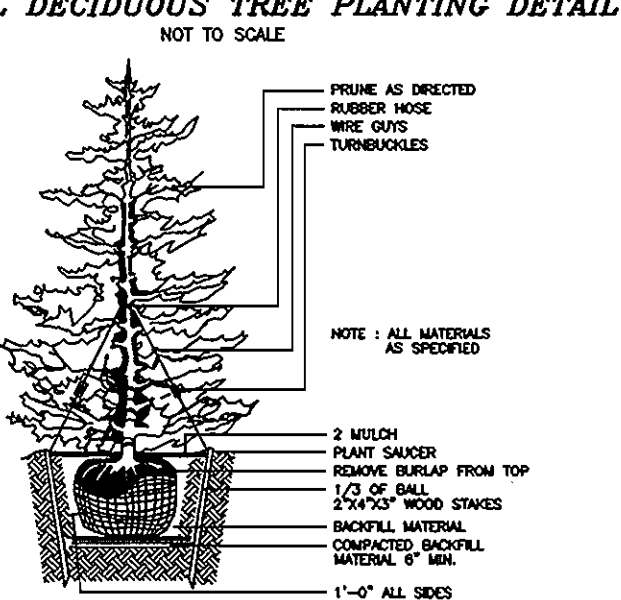 DECIDUOUS TREE PLANTING DETAIL
NOT TO SCALE
PRUNE AS DIRECTED
RUBBER HOSE
WIRE GUYS
TURNBUCKLES
NOTE : ALL MATERIALS
AS SPECIFIED
2 MULCH
PLANT SAUCER
REMOVE BURLAP FROM TOP
1/3 OF BALL
2"X4"X3" WOOD STAKES
BACKFILL MATERIAL
COMPACTED BACKFILL
MATERIAL 6" MIN.
1'-0" ALL SIDES